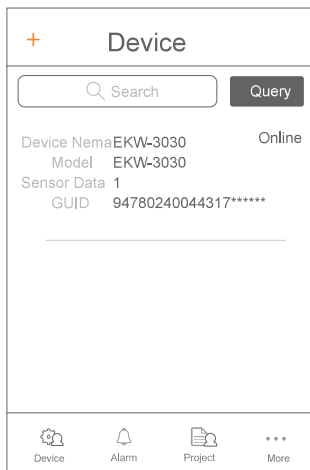 + Device
Search Query
Device Nema EKW-3030 Online
Model EKW-3030
Sensor Data 1
GUID 94780240044317******
Device Alarm Project More